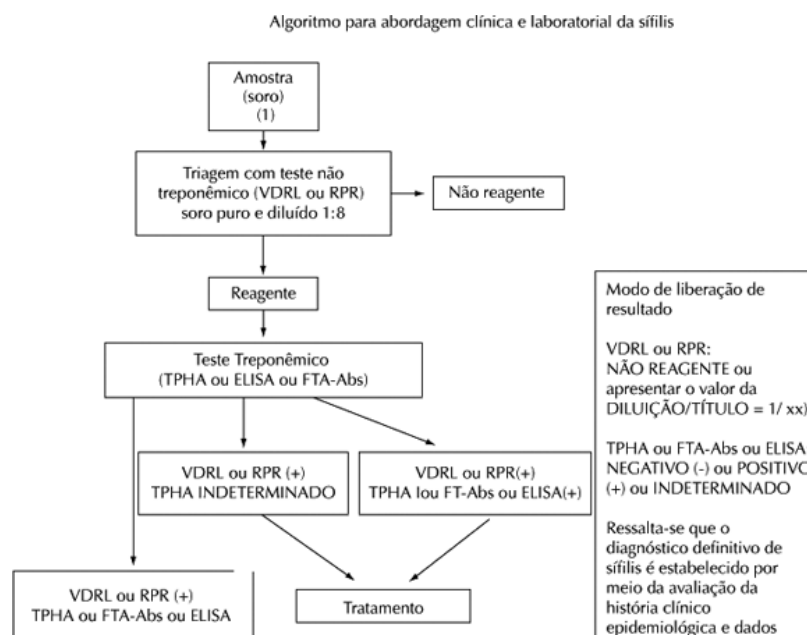 Algoritmo para abordagem clínica e laboratorial da sífilis
Amostra
(soro)
(1)
Triagem com teste não
treponêmico (VDRL ou RPR)
soro puro e diluído 1:8
Não reagente
Reagente
Teste Treponêmico
(TPHA ou ELISA ou FTA-Abs)
VDRL ou RPR (+)
TPHA INDETERMINADO
VDRL ou RPR(+)
TPHA Iou FT-Abs ou ELISA(+)
VDRL ou RPR (+)
TPHA ou FTA-Abs ou ELISA
Tratamento
Modo de liberação de
resultado
VDRL ou RPR:
NÃO REAGENTE ou
apresentar o valor da
DILUIÇÃO/TÍTULO = 1/ xx)
TPHA ou FTA-Abs ou ELISA
NEGATIVO (-) ou POSITIVO
(+) ou INDETERMINADO
Ressalta-se que o
diagnóstico definitivo de
sífilis é estabelecido por
meio da avaliação da
história clínico
epidemiológica e dados